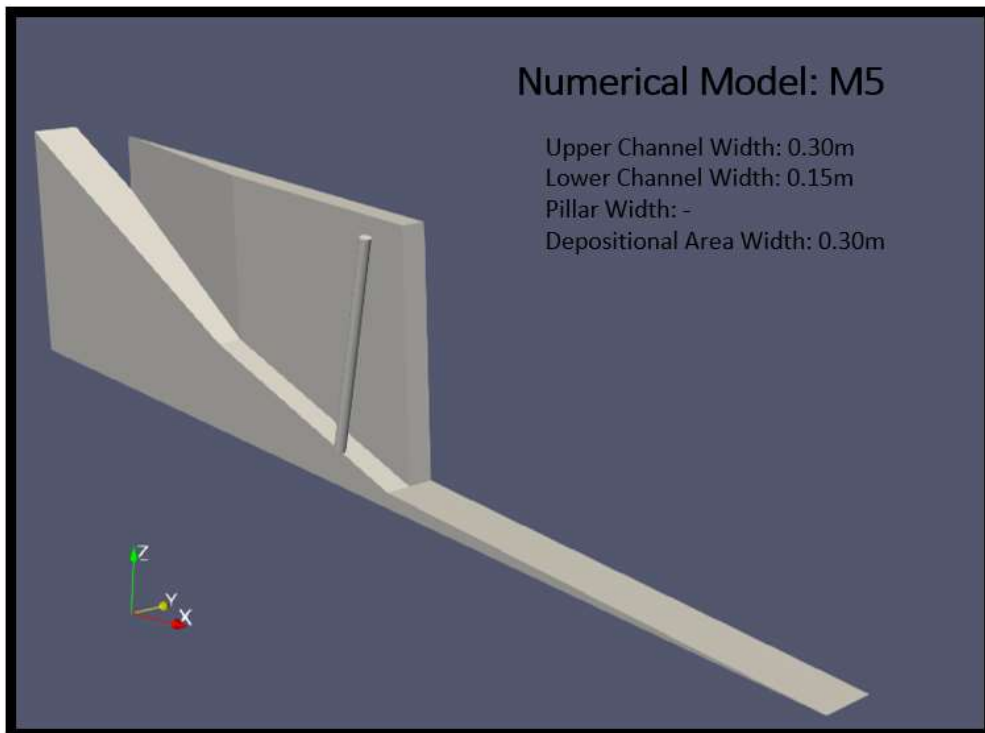 Numerical Model: M5
Upper Channel Width: 0.30m
Lower Channel Width: 0.15m
Pillar Width: -
Depositional Area Width: 0.30m
Z
Y
X